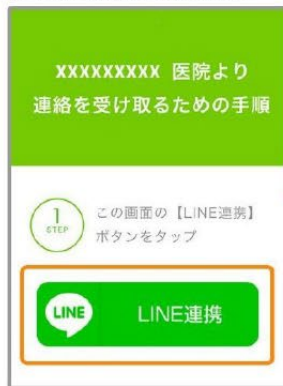 XXXXXXXXX 医院より
連絡を受け取るための手順
1
STEP
この画面の【LINE連携】
ボタンをタップ
LINE
LINE連携